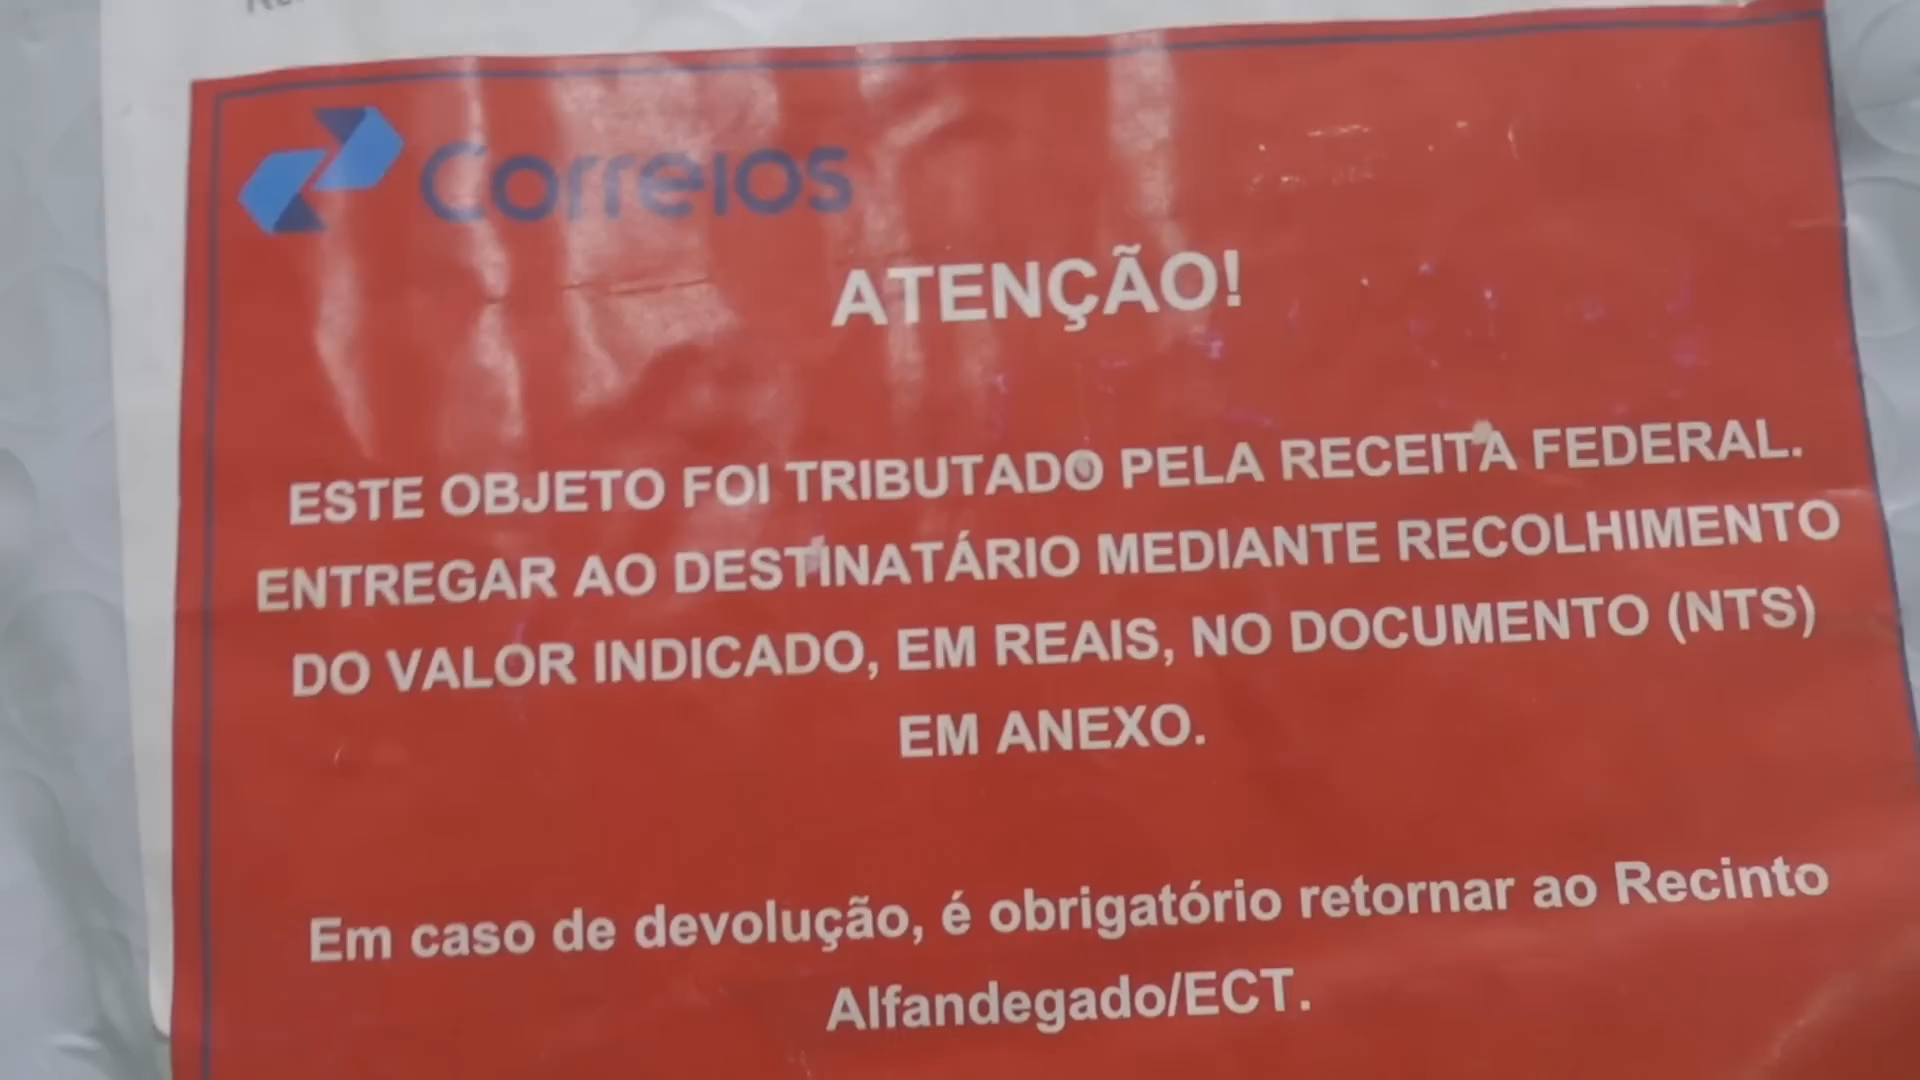 Correios
ATENÇÃO!
ESTE OBJETO FOI TRIBUTADO PELA RECEITA FEDERAL.
ENTREGAR AO DESTINATÁRIO MEDIANTE RECOLHIMENTO
DO VALOR INDICADO, EM REAIS, NO DOCUMENTO (NTS)
EM ANEXO.
Em caso de devolução, é obrigatório retornar ao Recinto
Alfandegado/ECT.